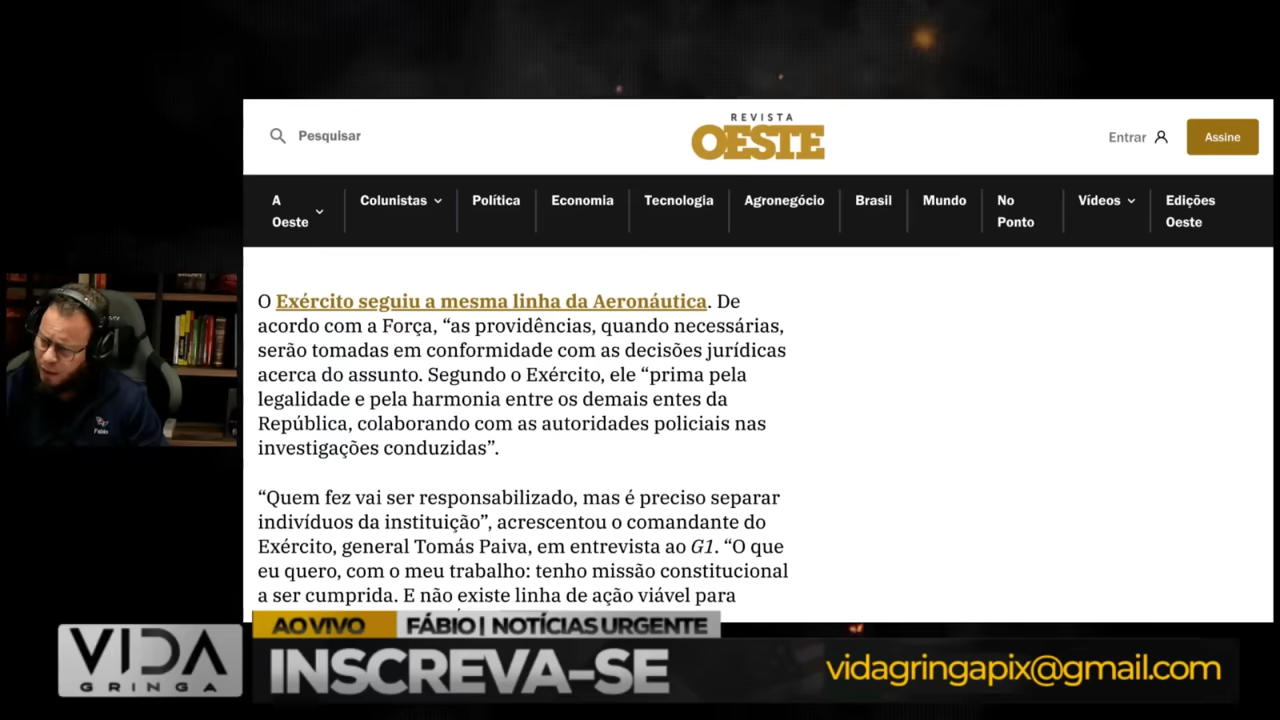 Pesquisar
REVISTA
OESTE
Entrar
Assine
A
Oeste
Colunistas
Política
Economia
Tecnologia
Agronegócio
Brasil
Mundo
No
Ponto
Vídeos
Edições
Oeste
O Exército seguiu a mesma linha da Aeronáutica. De
acordo com a Força, “as providências, quando necessárias,
serão tomadas em conformidade com as decisões jurídicas
acerca do assunto. Segundo o Exército, ele “prima pela
legalidade e pela harmonia entre os demais entes da
República, colaborando com as autoridades policiais nas
investigações conduzidas”.
“Quem fez vai ser responsabilizado, mas é preciso separar
indivíduos da instituição”, acrescentou o comandante do
Exército, general Tomás Paiva, em entrevista ao G1. “O que
eu quero, com o meu trabalho: tenho missão constitucional
a ser cumprida. E não existe linha de ação viável para
AO VIVO
FÁBIO | NOTÍCIAS URGENTE
VIDA
GRINGA
INSCREVA-SE
vidagringapix@gmail.com